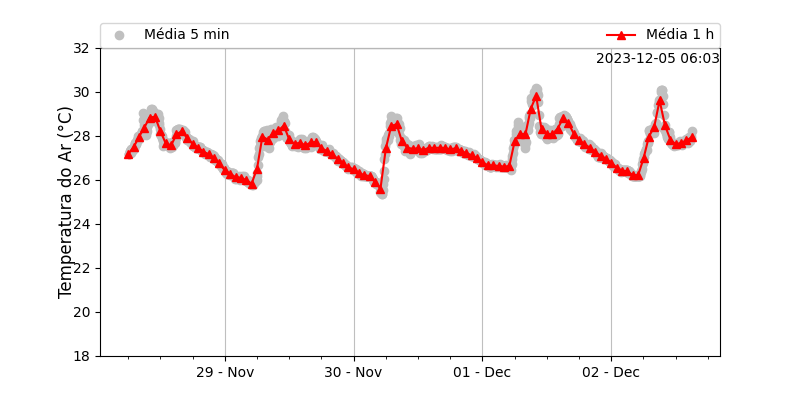 Média 5 min
Média 1 h
2023-12-05 06:03
Temperatura do Ar (°C)
32
30
28
26
24
22
20
18
29 - Nov
30 - Nov
01 - Dec
02 - Dec